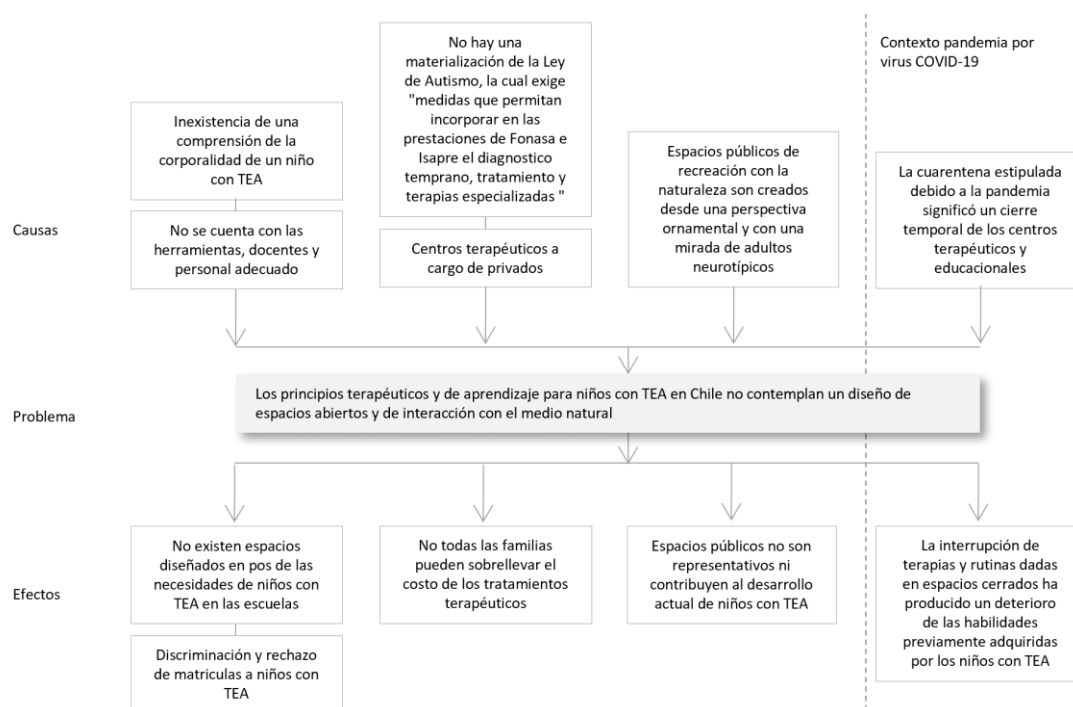 No hay una
materialización de la Ley
de Autismo, la cual exige
"medidas que permitan
incorporar en las
prestaciones de Fonasa e
Isapre el diagnostico
temprano, tratamiento y
terapias especializadas "
Contexto pandemia por
virus COVID-19
Causas
Inexistencia de una
comprensión de la
corporalidad de un niño
con TEA
No se cuenta con las
herramientas, docentes y
personal adecuado
Centros terapéuticos a
cargo de privados
Espacios públicos de
recreación con la
naturaleza son creados
desde una perspectiva
ornamental y con una
mirada de adultos
neurotípicos
La cuarentena estipulada
debido a la pandemia
significó un cierre
temporal de los centros
terapéuticos y
educacionales
Problema
Los principios terapéuticos y de aprendizaje para niños con TEA en Chile no contemplan un diseño de
espacios abiertos y de interacción con el medio natural
Efectos
No existen espacios
diseñados en pos de las
necesidades de niños con
TEA en las escuelas
Discriminación y rechazo
de matriculas a niños con
TEA
No todas las familias
pueden sobrellevar el
costo de los tratamientos
terapéuticos
Espacios públicos no son
representativos ni
contribuyen al desarrollo
actual de niños con TEA
La interrupción de
terapias y rutinas dadas
en espacios cerrados ha
producido un deterioro
de las habilidades
previamente adquiridas
por los niños con TEA